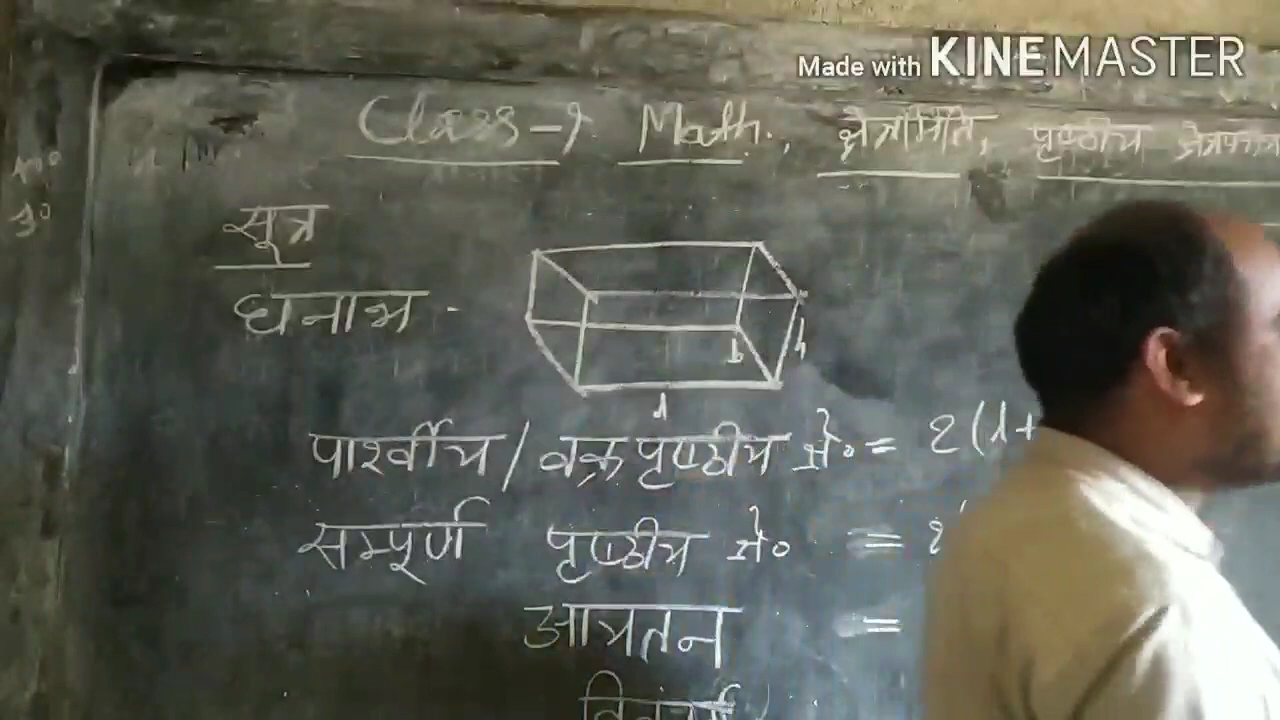 Made with KINEMASTER
Class-9 Math., क्षेत्रमिति, पृष्ठीय क्षेत्रफल
सूत्र
घनाभ -
b h
l
पार्श्वीय / वक्र पृष्ठीय क्षे० = 2(l+
सम्पूर्ण पृष्ठीय क्षे० = 2
आयतन =